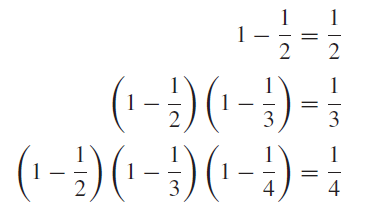 1 − 1/2 = 1/2
(1 − 1/2)(1 − 1/3) = 1/3
(1 − 1/2)(1 − 1/3)(1 − 1/4) = 1/4